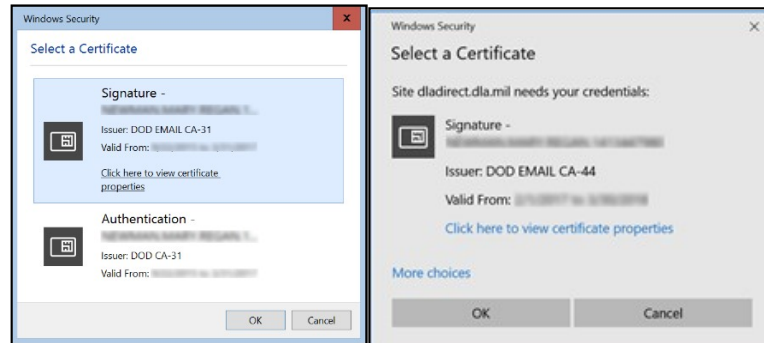 Windows Security
x
Select a Certificate
Signature -
Issuer: DOD EMAIL CA-31
Valid From:
Click here to view certificate
properties
Authentication -
Issuer: DOD CA-31
Valid From:
OK
Cancel
Windows Security
Select a Certificate
Site dladirect.dla.mil needs your credentials:
Signature -
Issuer: DOD EMAIL CA-44
Valid From:
Click here to view certificate properties
More choices
OK
Cancel